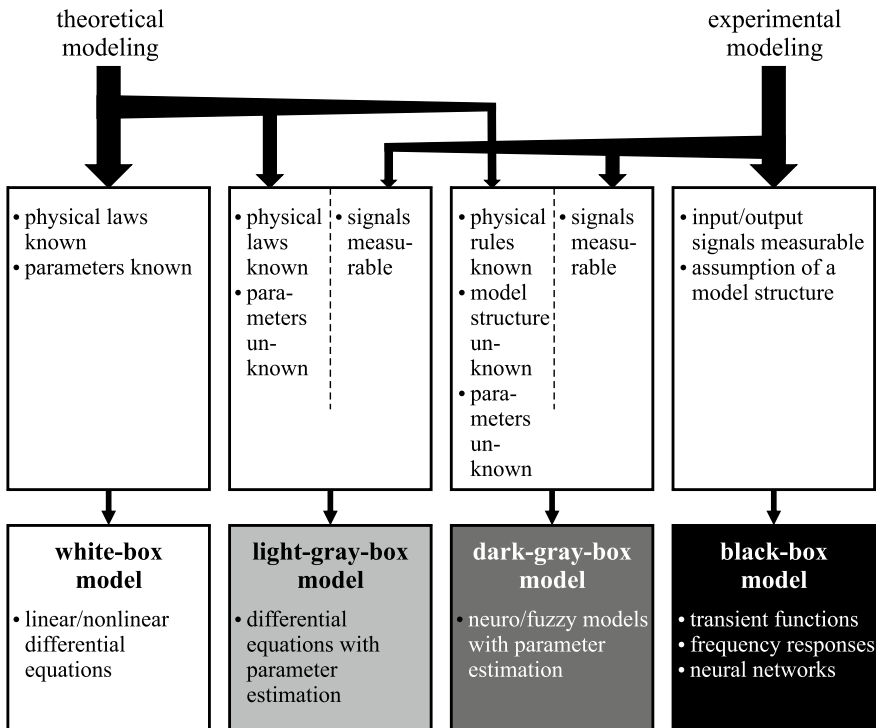 theoretical
modeling
experimental
modeling
• physical laws
known
• parameters known
• physical
laws
known
• para-
meters
un-
known
• signals
measu-
rable
• physical
rules
known
• model
structure
un-
known
• para-
meters
un-
known
• signals
measu-
rable
• input/output
signals measurable
• assumption of a
model structure
white-box
model
• linear/nonlinear
differential
equations
light-gray-box
model
• differential
equations with
parameter
estimation
dark-gray-box
model
• neuro/fuzzy models
with parameter
estimation
black-box
model
• transient functions
• frequency responses
• neural networks